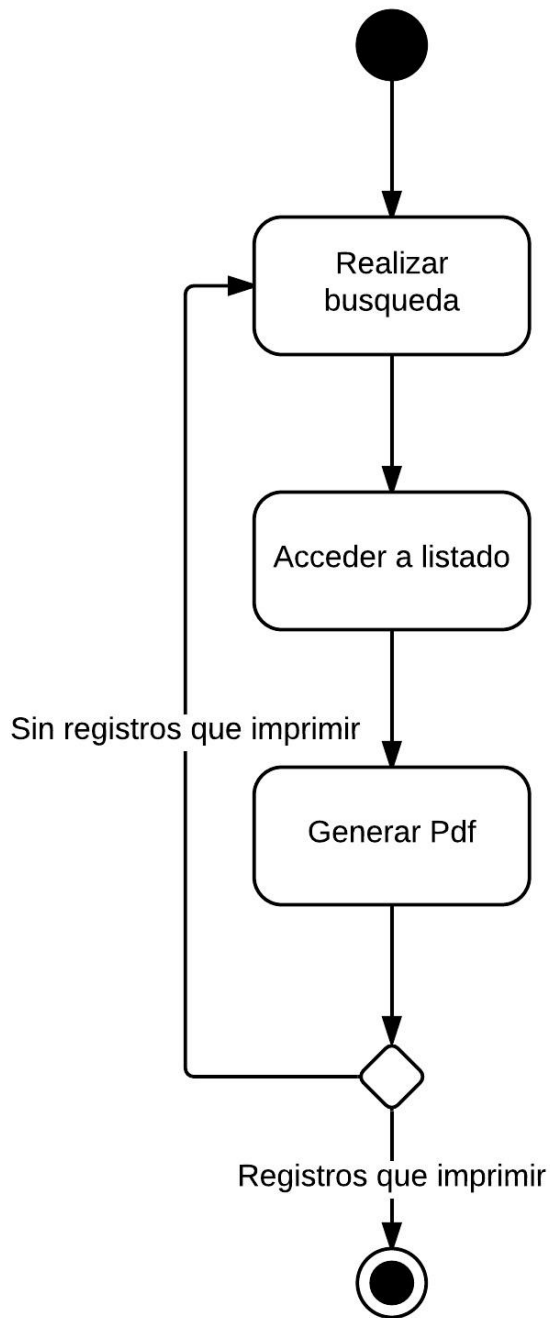 Realizar
busqueda
Acceder a listado
Sin registros que imprimir
Generar Pdf
Registros que imprimir